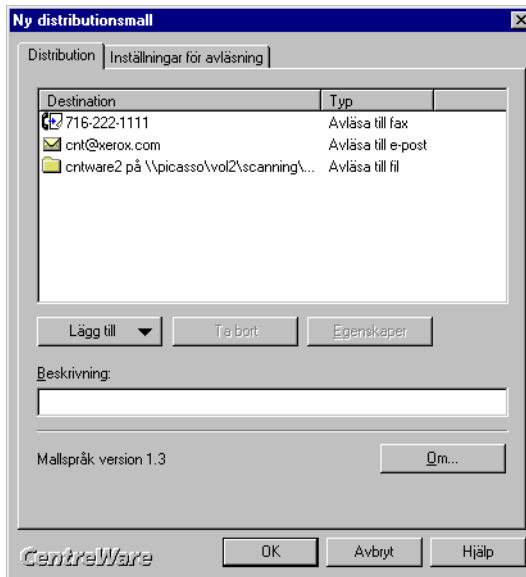 Ny distributionsmall
Distribution Inställningar för avläsning
Destination Typ
716-222-1111 Avläsa till fax
cnt@xerox.com Avläsa till e-post
cntware2 på \\picasso\vol2\scanning\... Avläsa till fil
Lägg till Ta bort Egenskaper
Beskrivning:
Mallspråk version 1.3 Om...
CentreWare OK Avbryt Hjälp